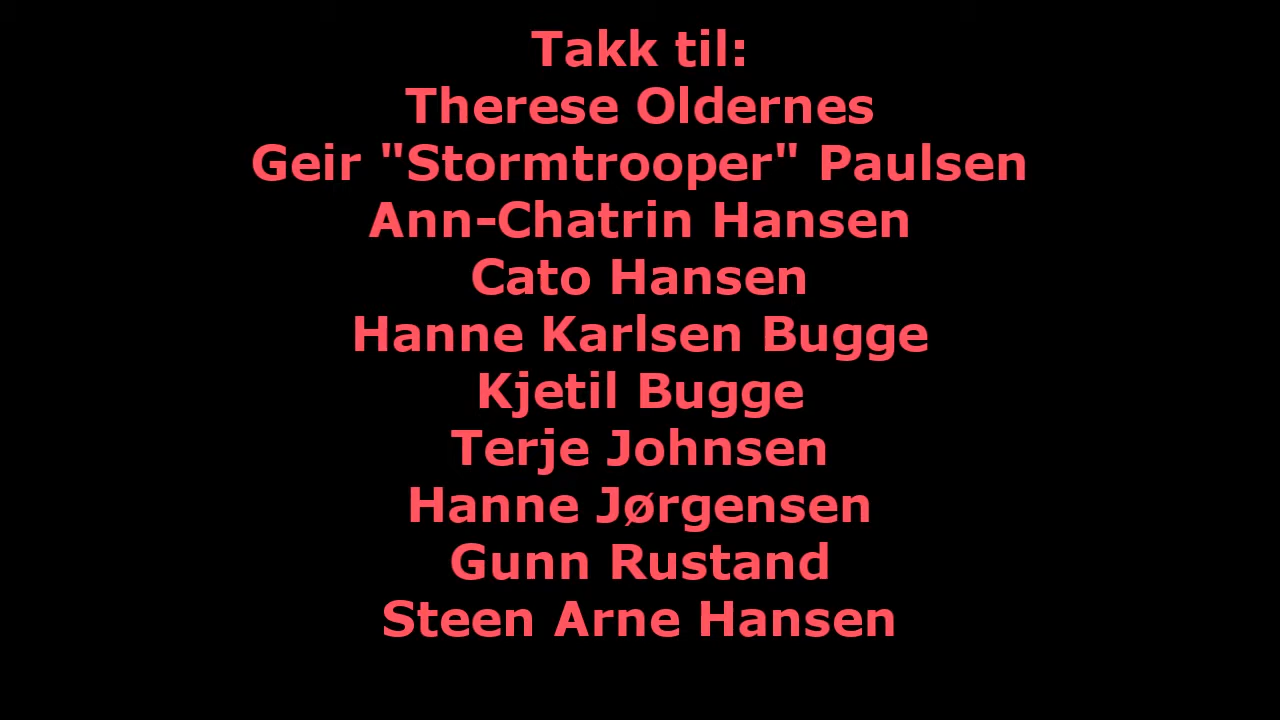 Takk til:
Therese Oldernes
Geir "Stormtrooper" Paulsen
Ann-Chatrin Hansen
Cato Hansen
Hanne Karlsen Bugge
Kjetil Bugge
Terje Johnsen
Hanne Jørgensen
Gunn Rustand
Steen Arne Hansen